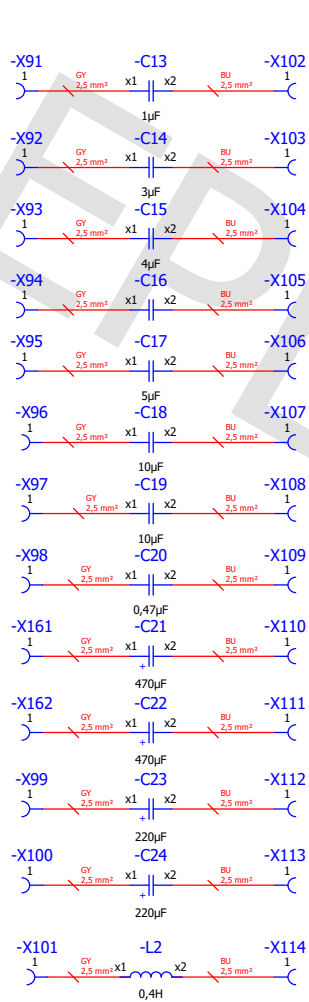 -X91 -C13 -X102
1 GY 2,5 mm² x1 x2 BU 2,5 mm² 1
1µF
-X92 -C14 -X103
1 GY 2,5 mm² x1 x2 BU 2,5 mm² 1
3µF
-X93 -C15 -X104
1 GY 2,5 mm² x1 x2 BU 2,5 mm² 1
4µF
-X94 -C16 -X105
1 GY 2,5 mm² x1 x2 BU 2,5 mm² 1
-X95 -C17 -X106
1 GY 2,5 mm² x1 x2 BU 2,5 mm² 1
5µF
-X96 -C18 -X107
1 GY 2,5 mm² x1 x2 BU 2,5 mm² 1
10µF
-X97 -C19 -X108
1 GY 2,5 mm² x1 x2 BU 2,5 mm² 1
10µF
-X98 -C20 -X109
1 GY 2,5 mm² x1 x2 BU 2,5 mm² 1
0,47µF
-X161 -C21 -X110
1 GY 2,5 mm² x1 x2 BU 2,5 mm² 1
+
470µF
-X162 -C22 -X111
1 GY 2,5 mm² x1 x2 BU 2,5 mm² 1
+
470µF
-X99 -C23 -X112
1 GY 2,5 mm² x1 x2 BU 2,5 mm² 1
+
220µF
-X100 -C24 -X113
1 GY 2,5 mm² x1 x2 BU 2,5 mm² 1
+
220µF
-X101 -L2 -X114
1 GY 2,5 mm² x1 x2 BU 2,5 mm² 1
0,4H